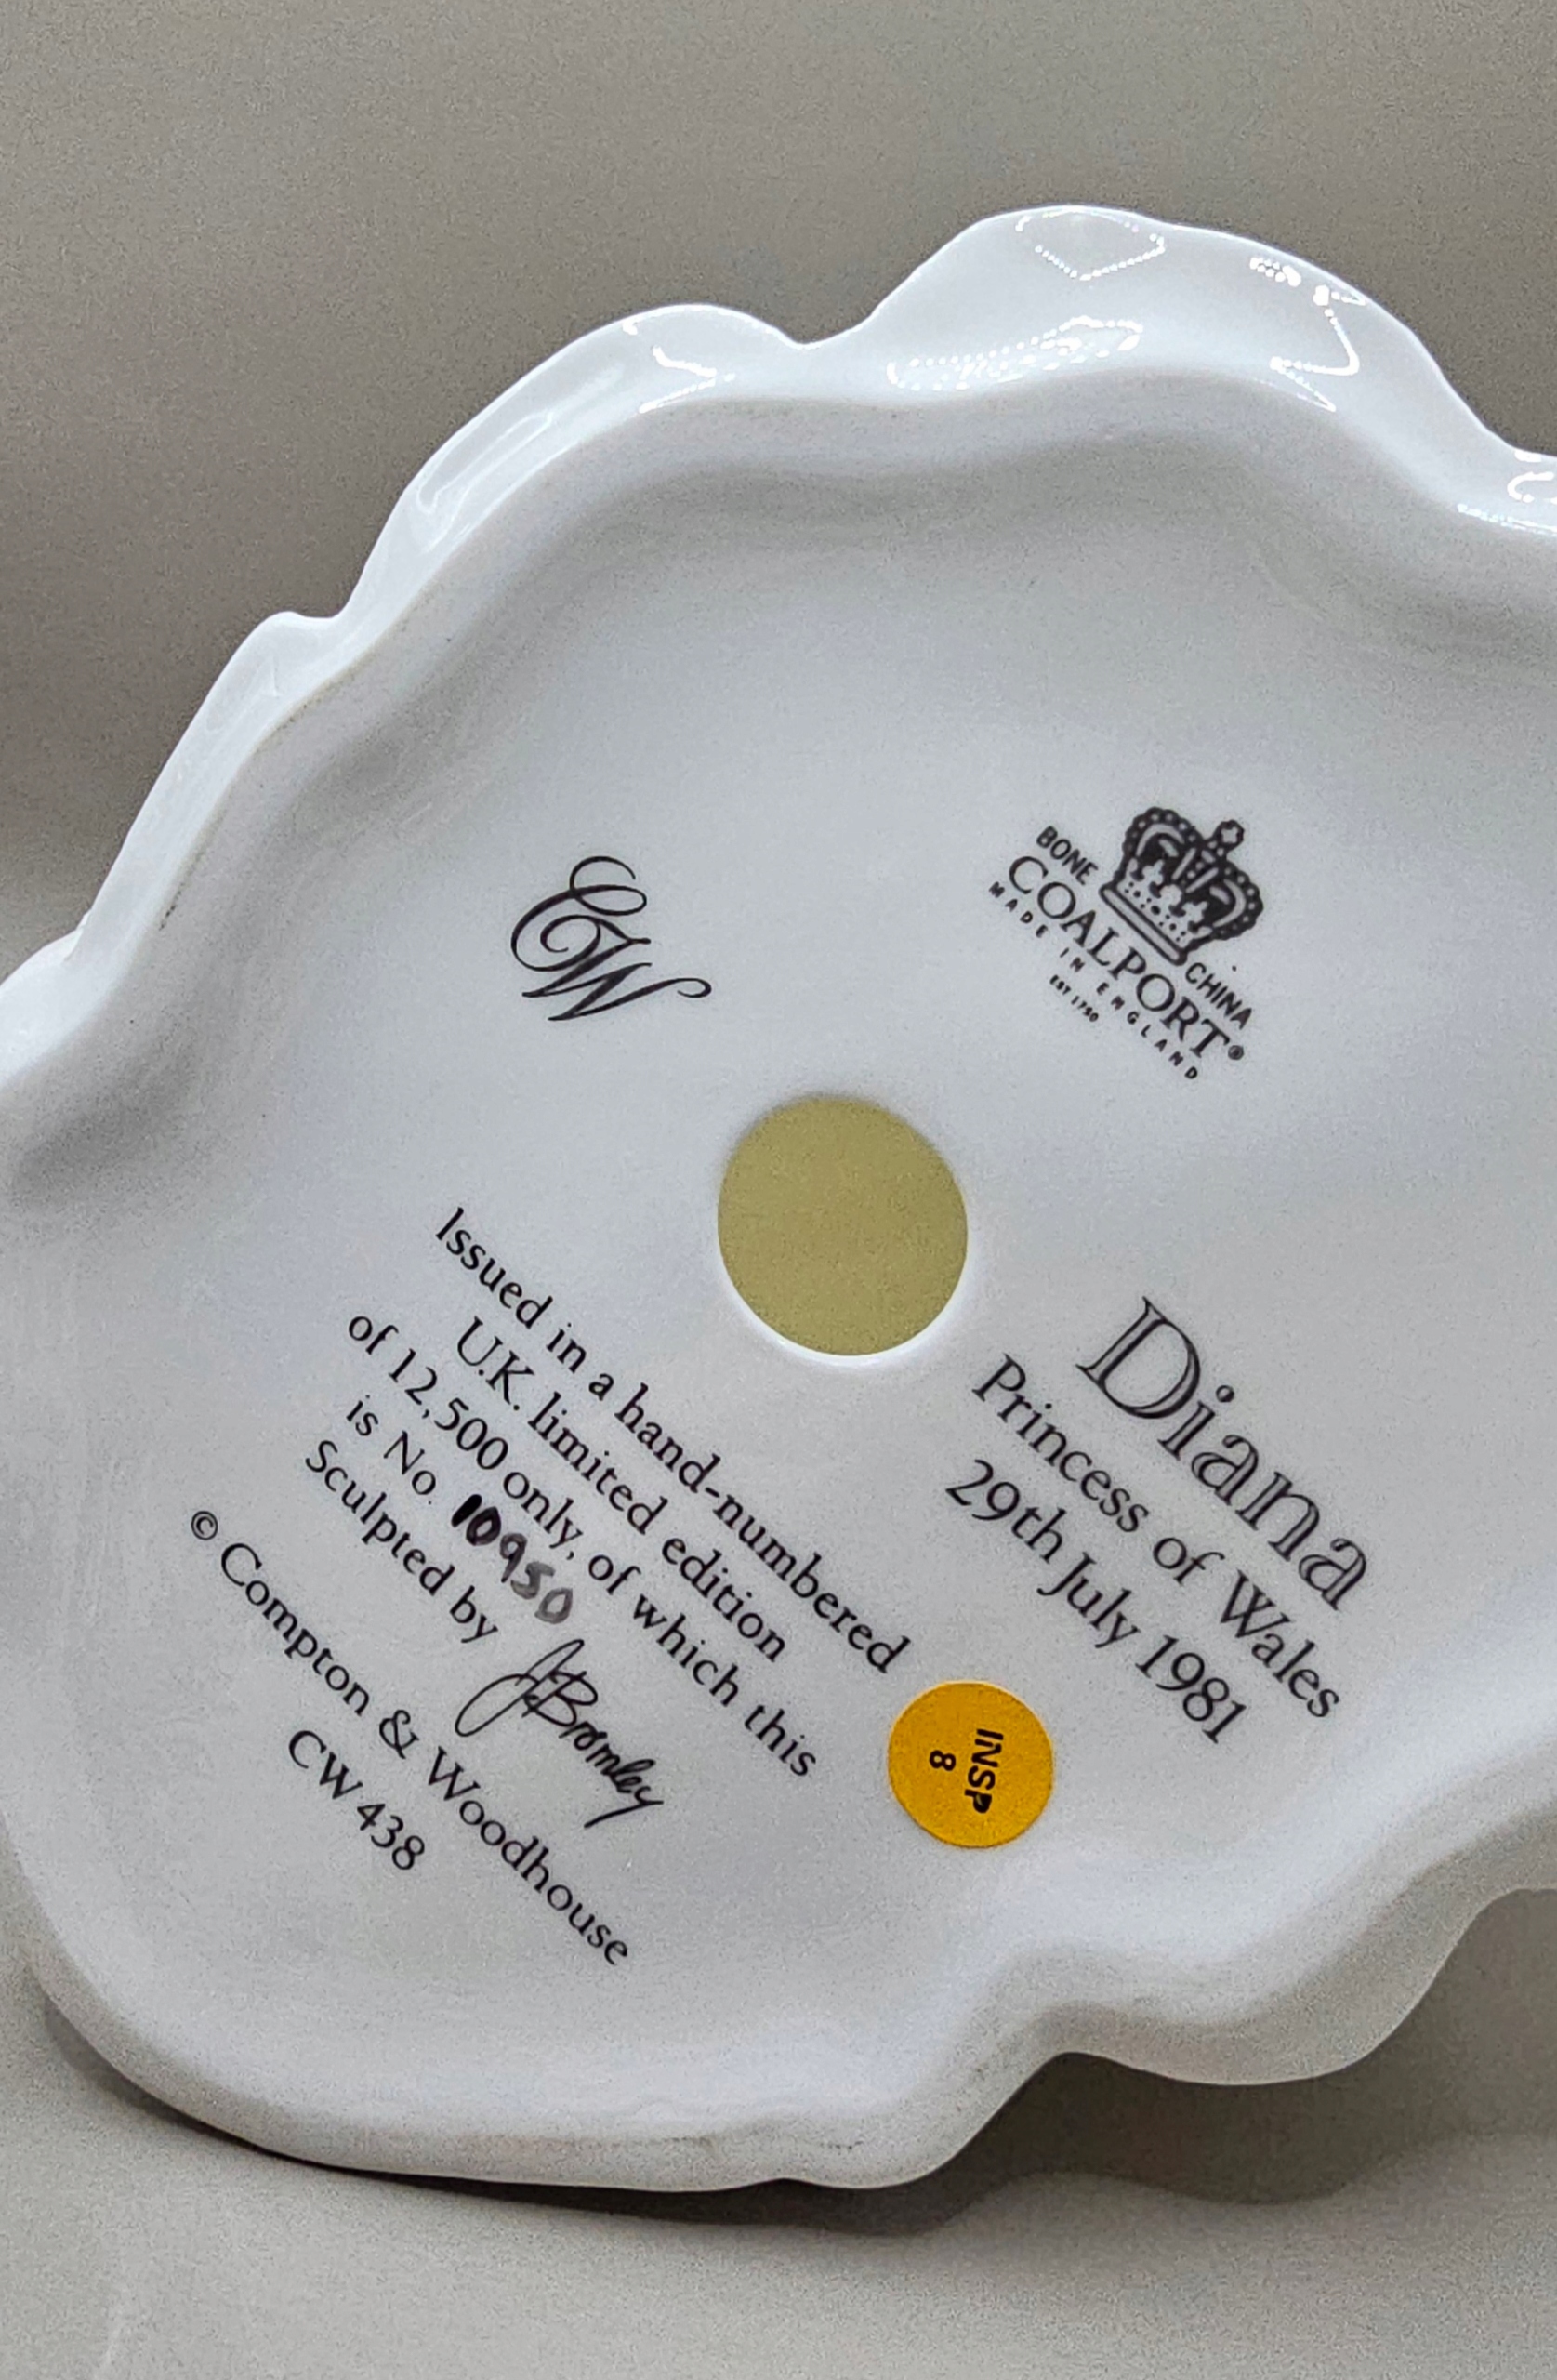 CW
BONE CHINA
COALPORT®
MADE IN ENGLAND
EST 1750
Diana
Princess of Wales
29th July 1981
Issued in a hand-numbered
U.K. limited edition
of 12,500 only, of which this
is No. 10950
Sculpted by J Bromley
© Compton & Woodhouse
CW 438
INSP
8